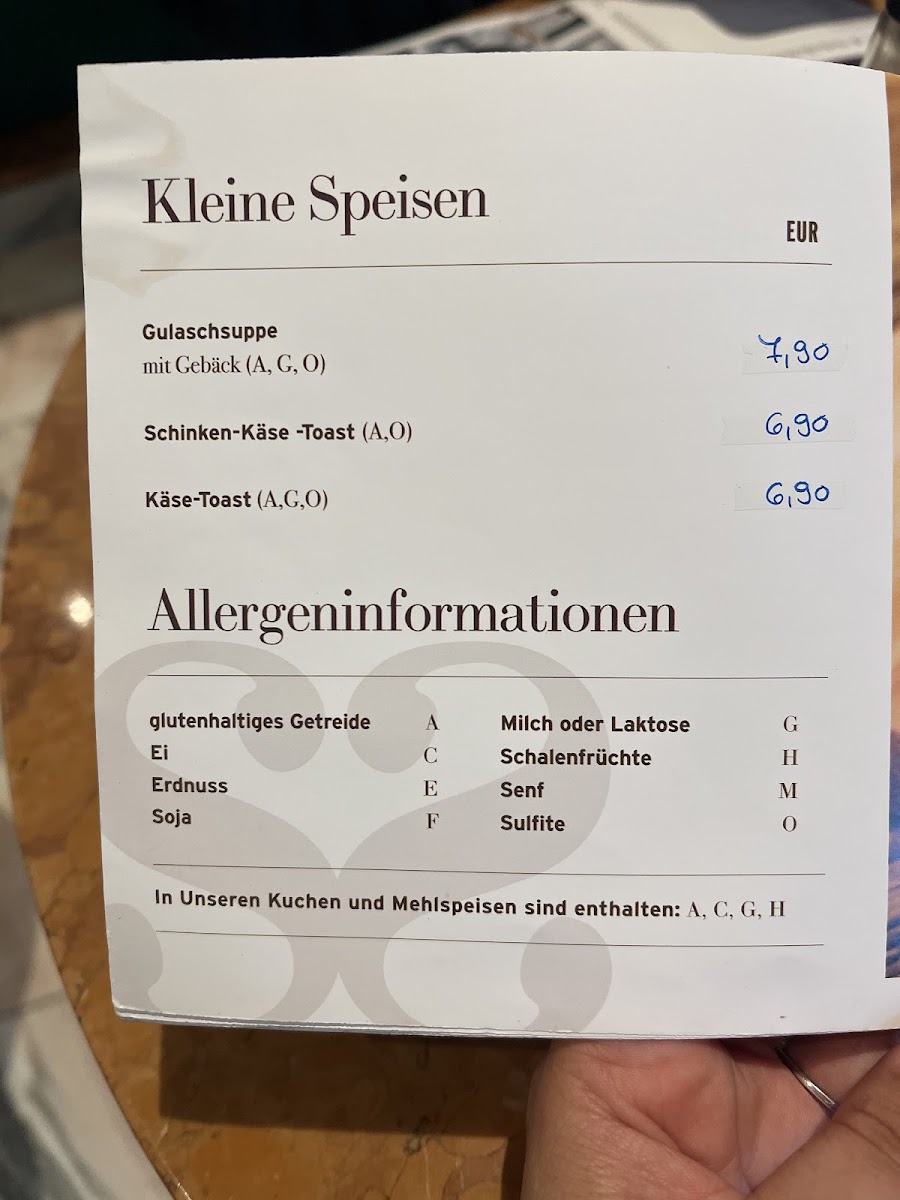 Kleine Speisen
EUR
Gulaschsuppe
mit Gebäck (A, G, O)
7,90
Schinken-Käse -Toast (A,O)
6,90
Käse-Toast (A,G,O)
6,90
Allergeninformationen
glutenhaltiges Getreide A
Ei C
Erdnuss E
Soja F
Milch oder Laktose G
Schalenfrüchte H
Senf M
Sulfite O
In Unseren Kuchen und Mehlspeisen sind enthalten: A, C, G, H